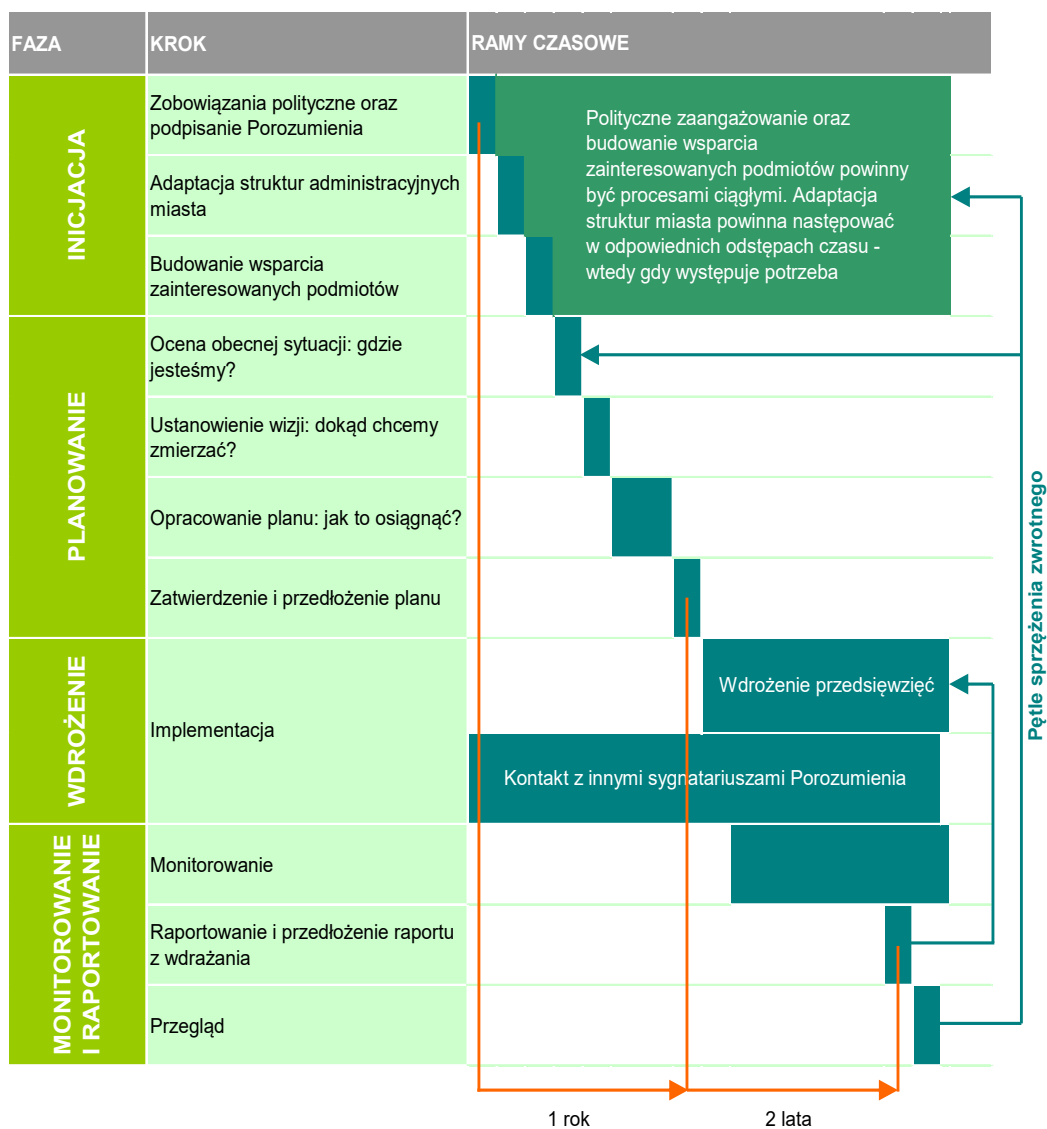 FAZA
KROK
RAMY CZASOWE
INICJACJA
Zobowiązania polityczne oraz
podpisanie Porozumienia
Adaptacja struktur administracyjnych
miasta
Budowanie wsparcia
zainteresowanych podmiotów
Polityczne zaangażowanie oraz
budowanie wsparcia
zainteresowanych podmiotów powinny
być procesami ciągłymi. Adaptacja
struktur miasta powinna następować
w odpowiednich odstępach czasu -
wtedy gdy występuje potrzeba
PLANOWANIE
Ocena obecnej sytuacji: gdzie
jesteśmy?
Ustanowienie wizji: dokąd chcemy
zmierzać?
Opracowanie planu: jak to osiągnąć?
Zatwierdzenie i przedłożenie planu
WDROŻENIE
Implementacja
Wdrożenie przedsięwzięć
Kontakt z innymi sygnatariuszami Porozumienia
MONITOROWANIE
I RAPORTOWANIE
Monitorowanie
Raportowanie i przedłożenie raportu
z wdrażania
Przegląd
Pętle sprzężenia zwrotnego
1 rok
2 lata